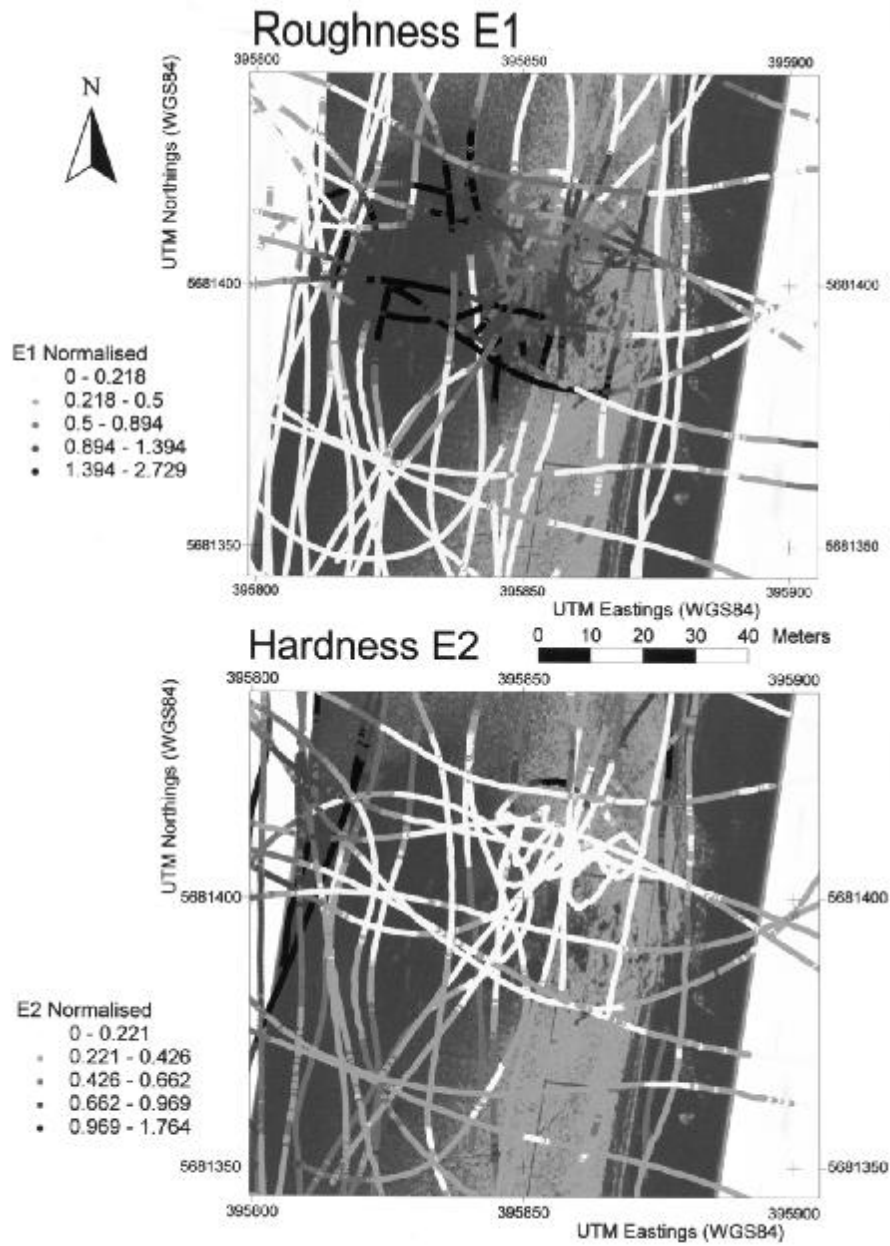 Roughness E1
395800
395850
395900
N
UTM Northings (WGS84)
5681400
5681400
E1 Normalised
0 - 0.218
0.218 - 0.5
0.5 - 0.894
0.894 - 1.394
1.394 - 2.729
5681350
5681350
395800
395850
395900
UTM Eastings (WGS84)
Hardness E2
0 10 20 30 40 Meters
395800
395850
395900
UTM Northings (WGS84)
5681400
5681400
E2 Normalised
0 - 0.221
0.221 - 0.426
0.426 - 0.662
0.662 - 0.969
0.969 - 1.764
5681350
5681350
395800
395850
395900
UTM Eastings (WGS84)